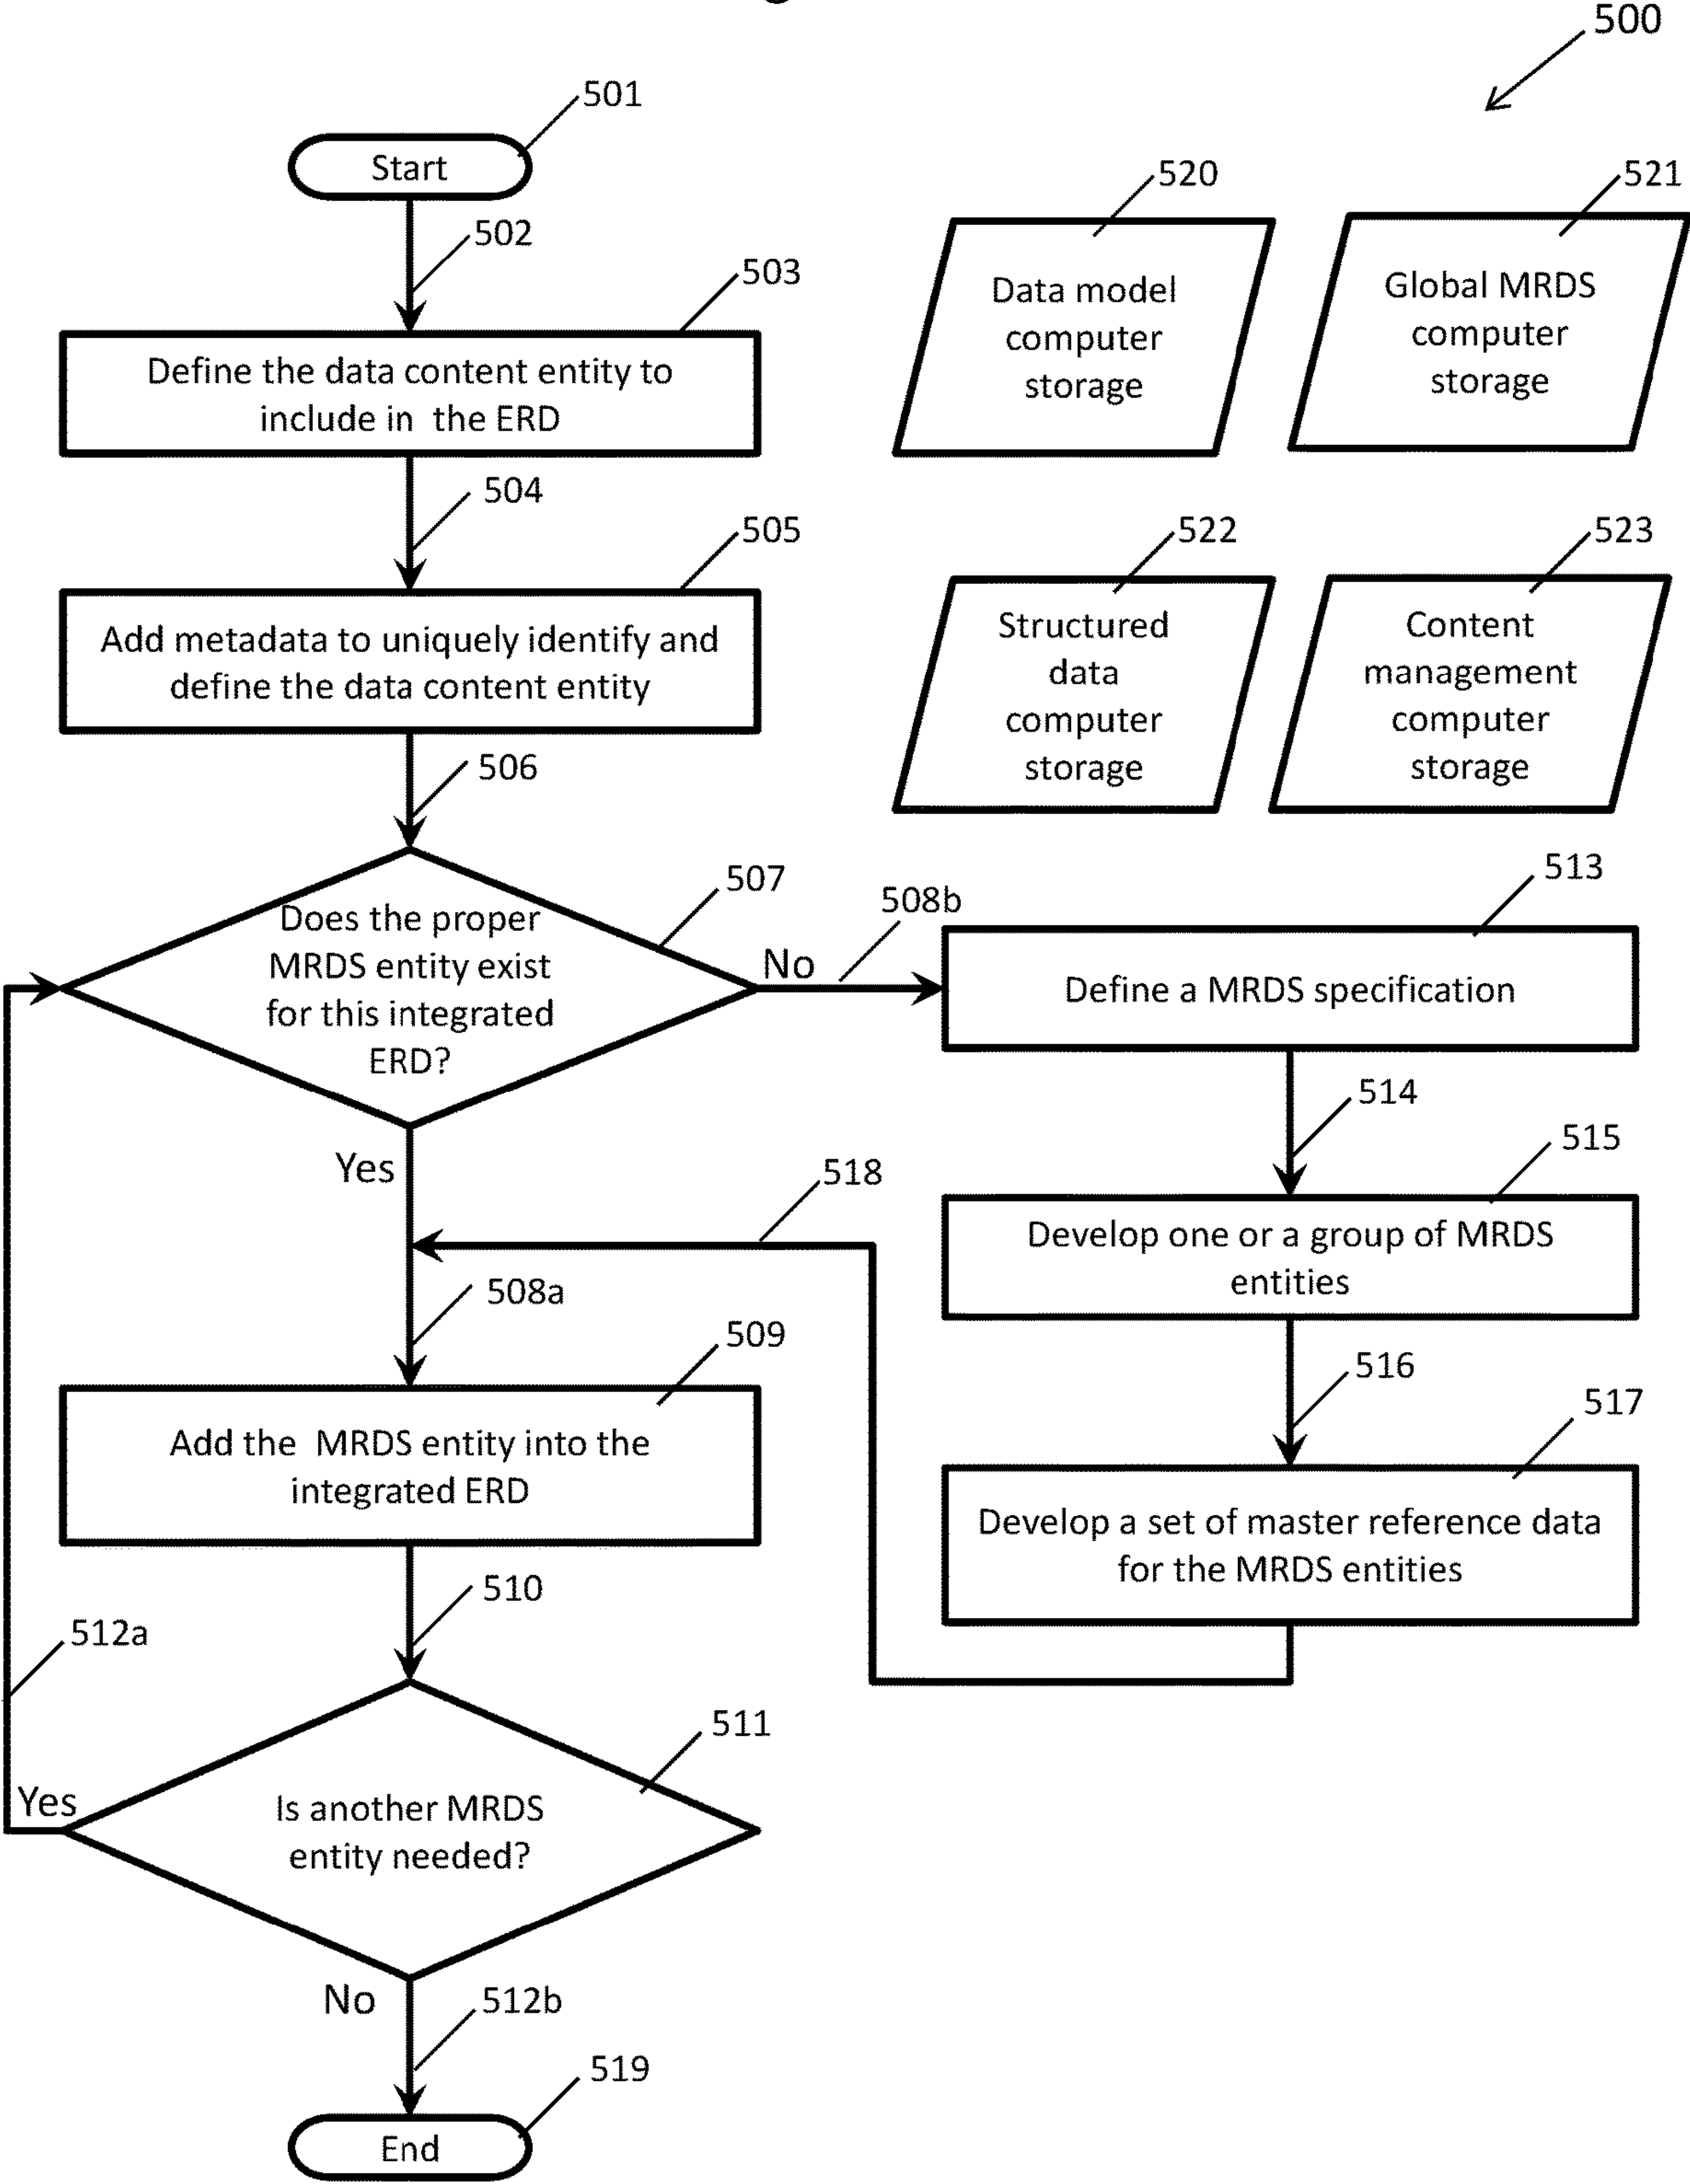 500
501
Start
502
503
Define the data content entity to
include in the ERD
504
505
Add metadata to uniquely identify and
define the data content entity
506
507
Does the proper
MRDS entity exist
for this integrated
ERD?
No
508b
Yes
518
508a
509
Add the MRDS entity into the
integrated ERD
510
512a
511
Is another MRDS
entity needed?
Yes
No
512b
519
End
520
Data model
computer
storage
521
Global MRDS
computer
storage
522
Structured
data
computer
storage
523
Content
management
computer
storage
513
Define a MRDS specification
514
515
Develop one or a group of MRDS
entities
516
517
Develop a set of master reference data
for the MRDS entities